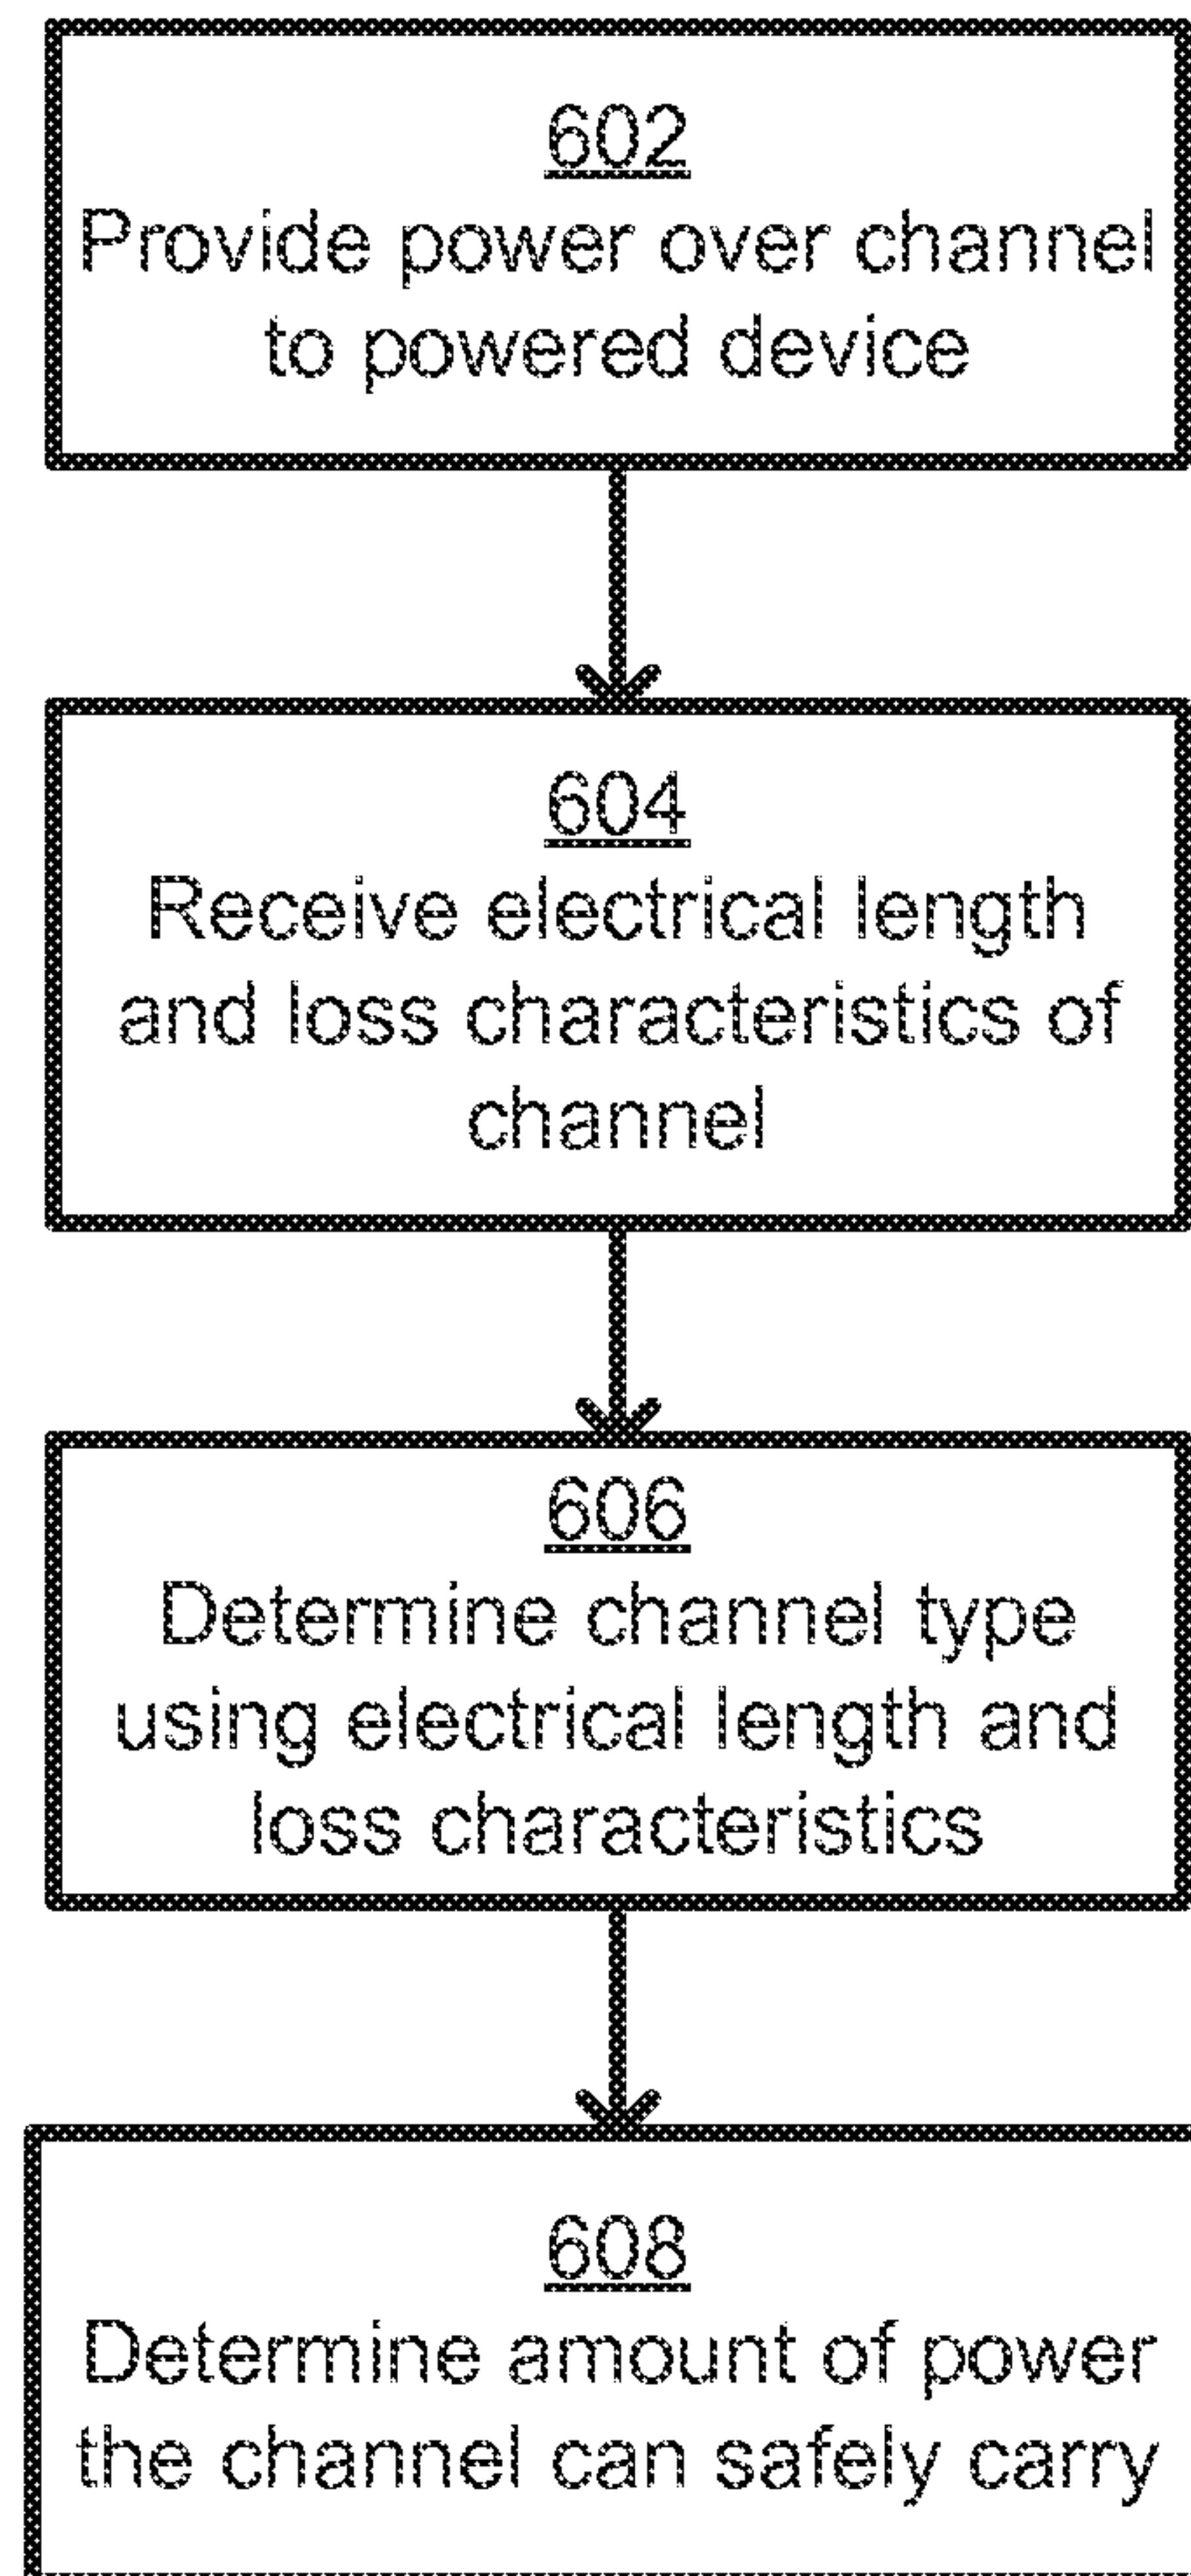 602
Provide power over channel
to powered device
604
Receive electrical length
and loss characteristics of
channel
606
Determine channel type
using electrical length and
loss characteristics
608
Determine amount of power
the channel can safely carry